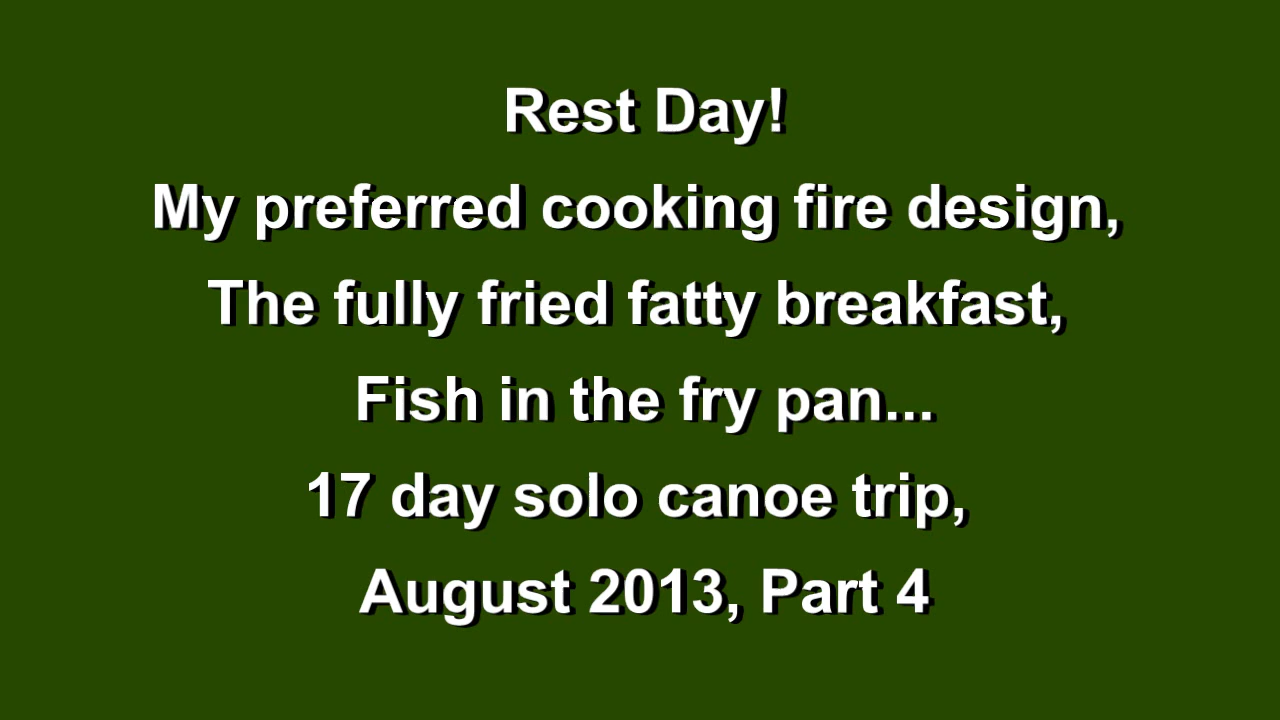 Rest Day!
My preferred cooking fire design,
The fully fried fatty breakfast,
Fish in the fry pan...
17 day solo canoe trip,
August 2013, Part 4